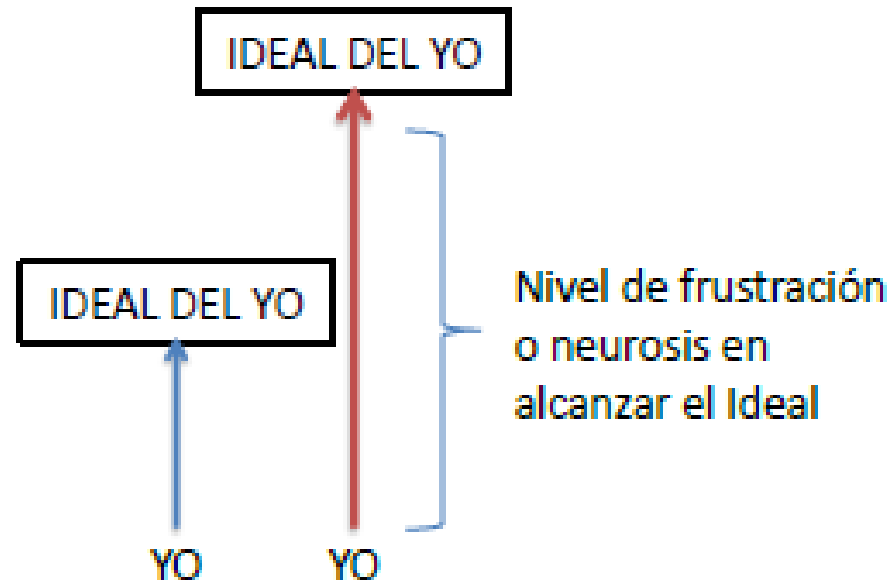 IDEAL DEL YO
IDEAL DEL YO
Nivel de frustración
o neurosis en
alcanzar el Ideal
YO
YO